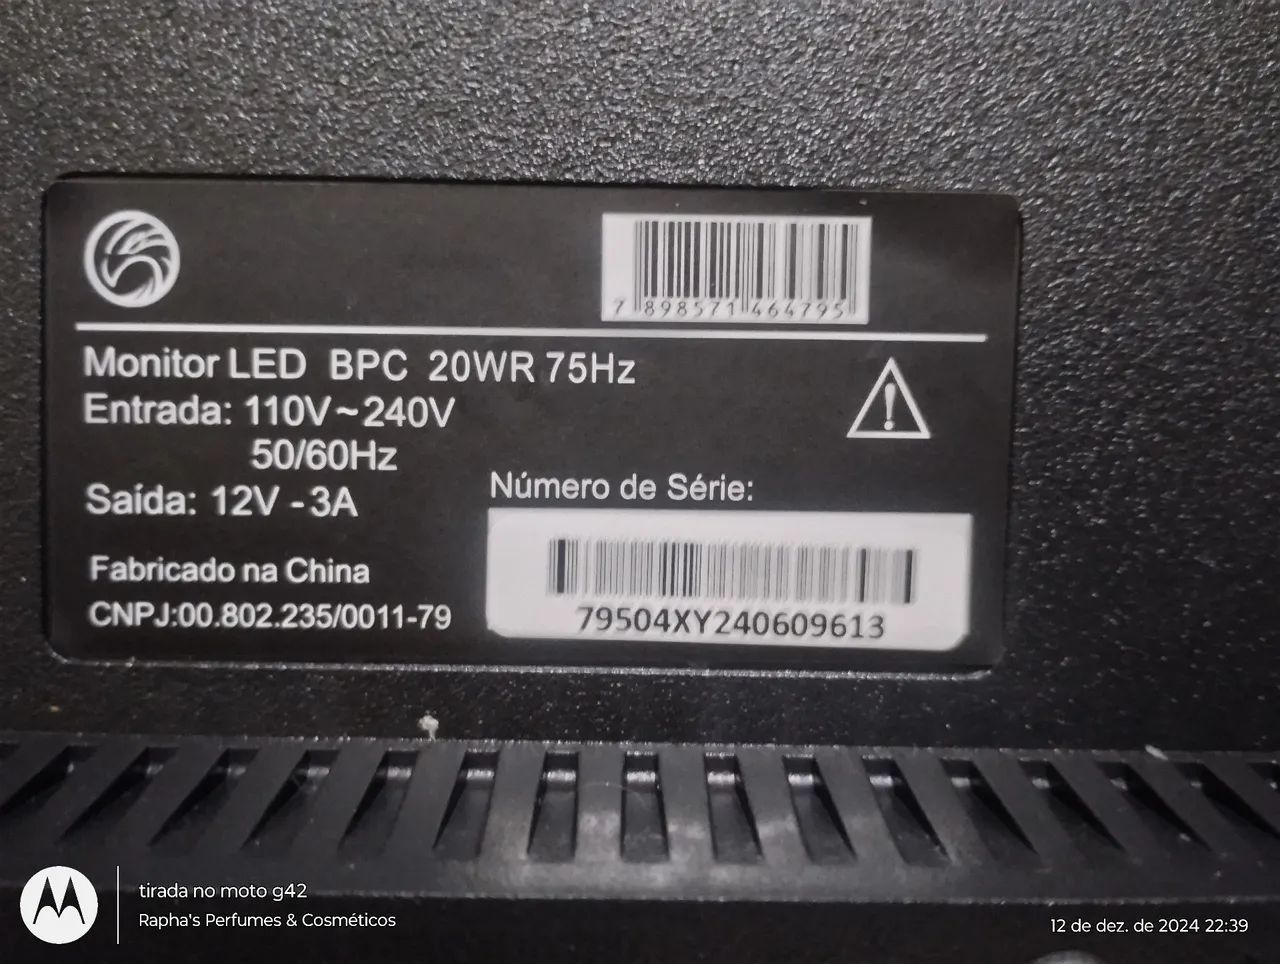 7 898571 464795
Monitor LED BPC 20WR 75Hz
Entrada: 110V~240V
50/60Hz
Saída: 12V - 3A
Número de Série:
79504XY240609613
Fabricado na China
CNPJ:00.802.235/0011-79
tirada no moto g42
Rapha's Perfumes & Cosméticos
12 de dez. de 2024 22:39